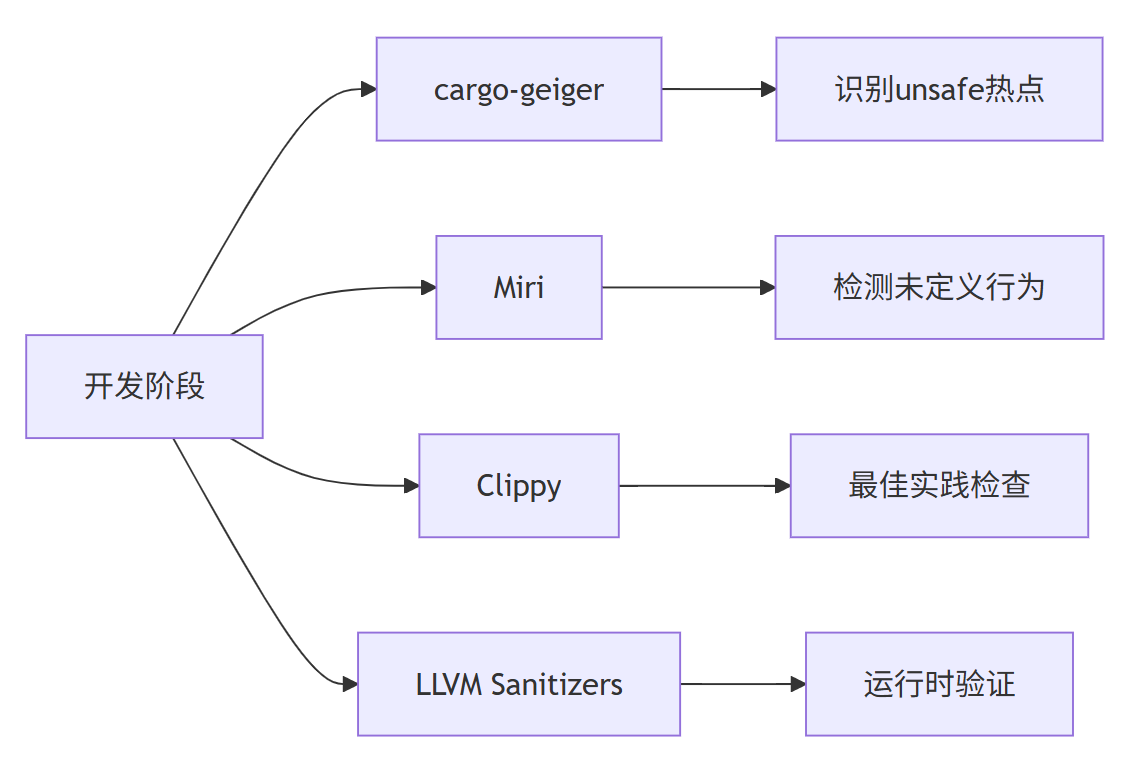 开发阶段
cargo-geiger
识别unsafe热点
Miri
检测未定义行为
Clippy
最佳实践检查
LLVM Sanitizers
运行时验证